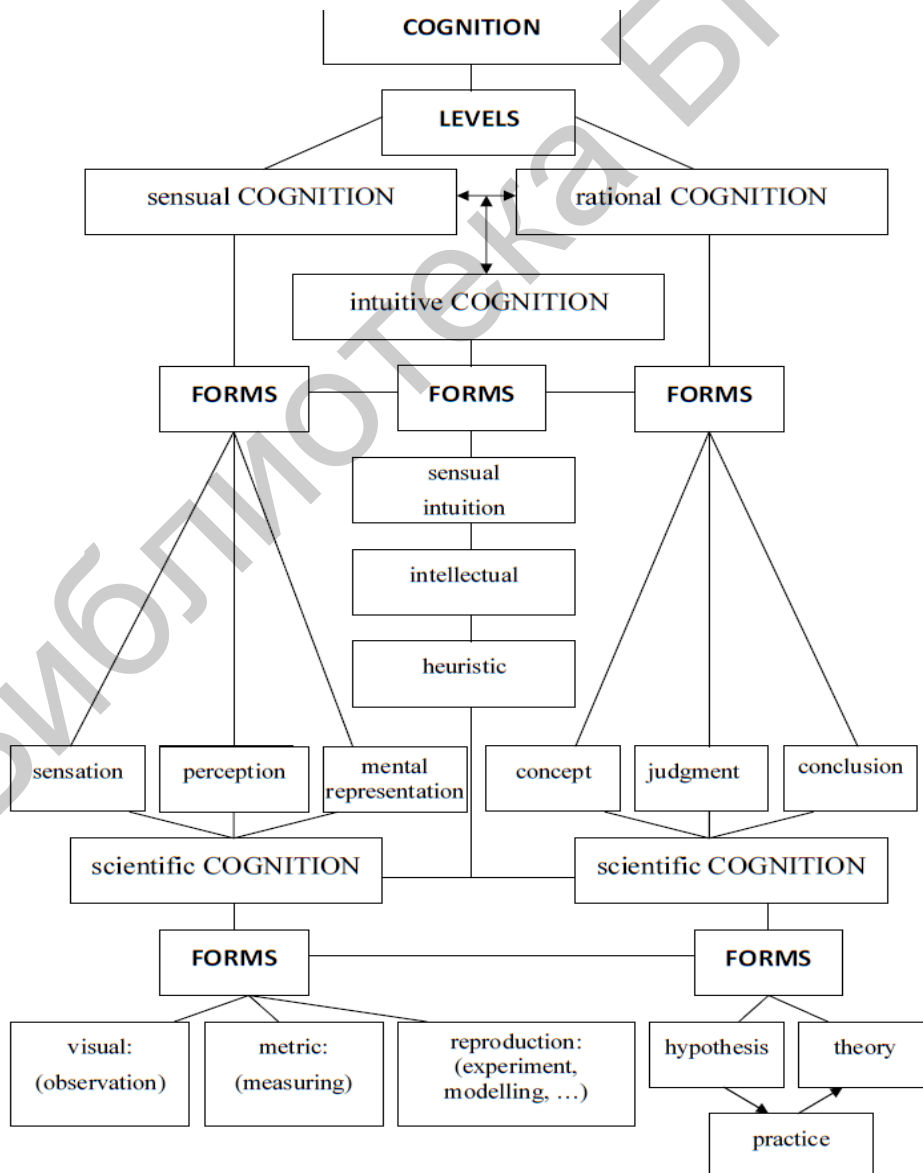 COGNITION
LEVELS
sensual COGNITION
rational COGNITION
intuitive COGNITION
FORMS
FORMS
FORMS
sensual
intuition
intellectual
heuristic
sensation
perception
mental
representation
concept
judgment
conclusion
scientific COGNITION
scientific COGNITION
FORMS
FORMS
visual:
(observation)
metric:
(measuring)
reproduction:
(experiment,
modelling, …)
hypothesis
theory
practice